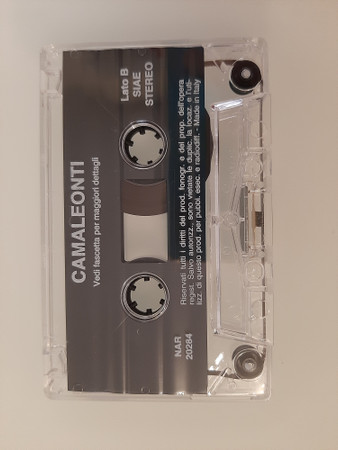 CAMALEONTI
Vedi fascetta per maggiori dettagli
Lato B
SIAE
STEREO
NAR
20284
Riservati tutti i diritti del prod. fonogr. e del prop. dell'opera
regist. Salvo autorizz., sono vietate le duplic. la locaz. e l'uti-
lizz. di questo prod. per pubbl. esec. e radiodiff. - Made in Italy